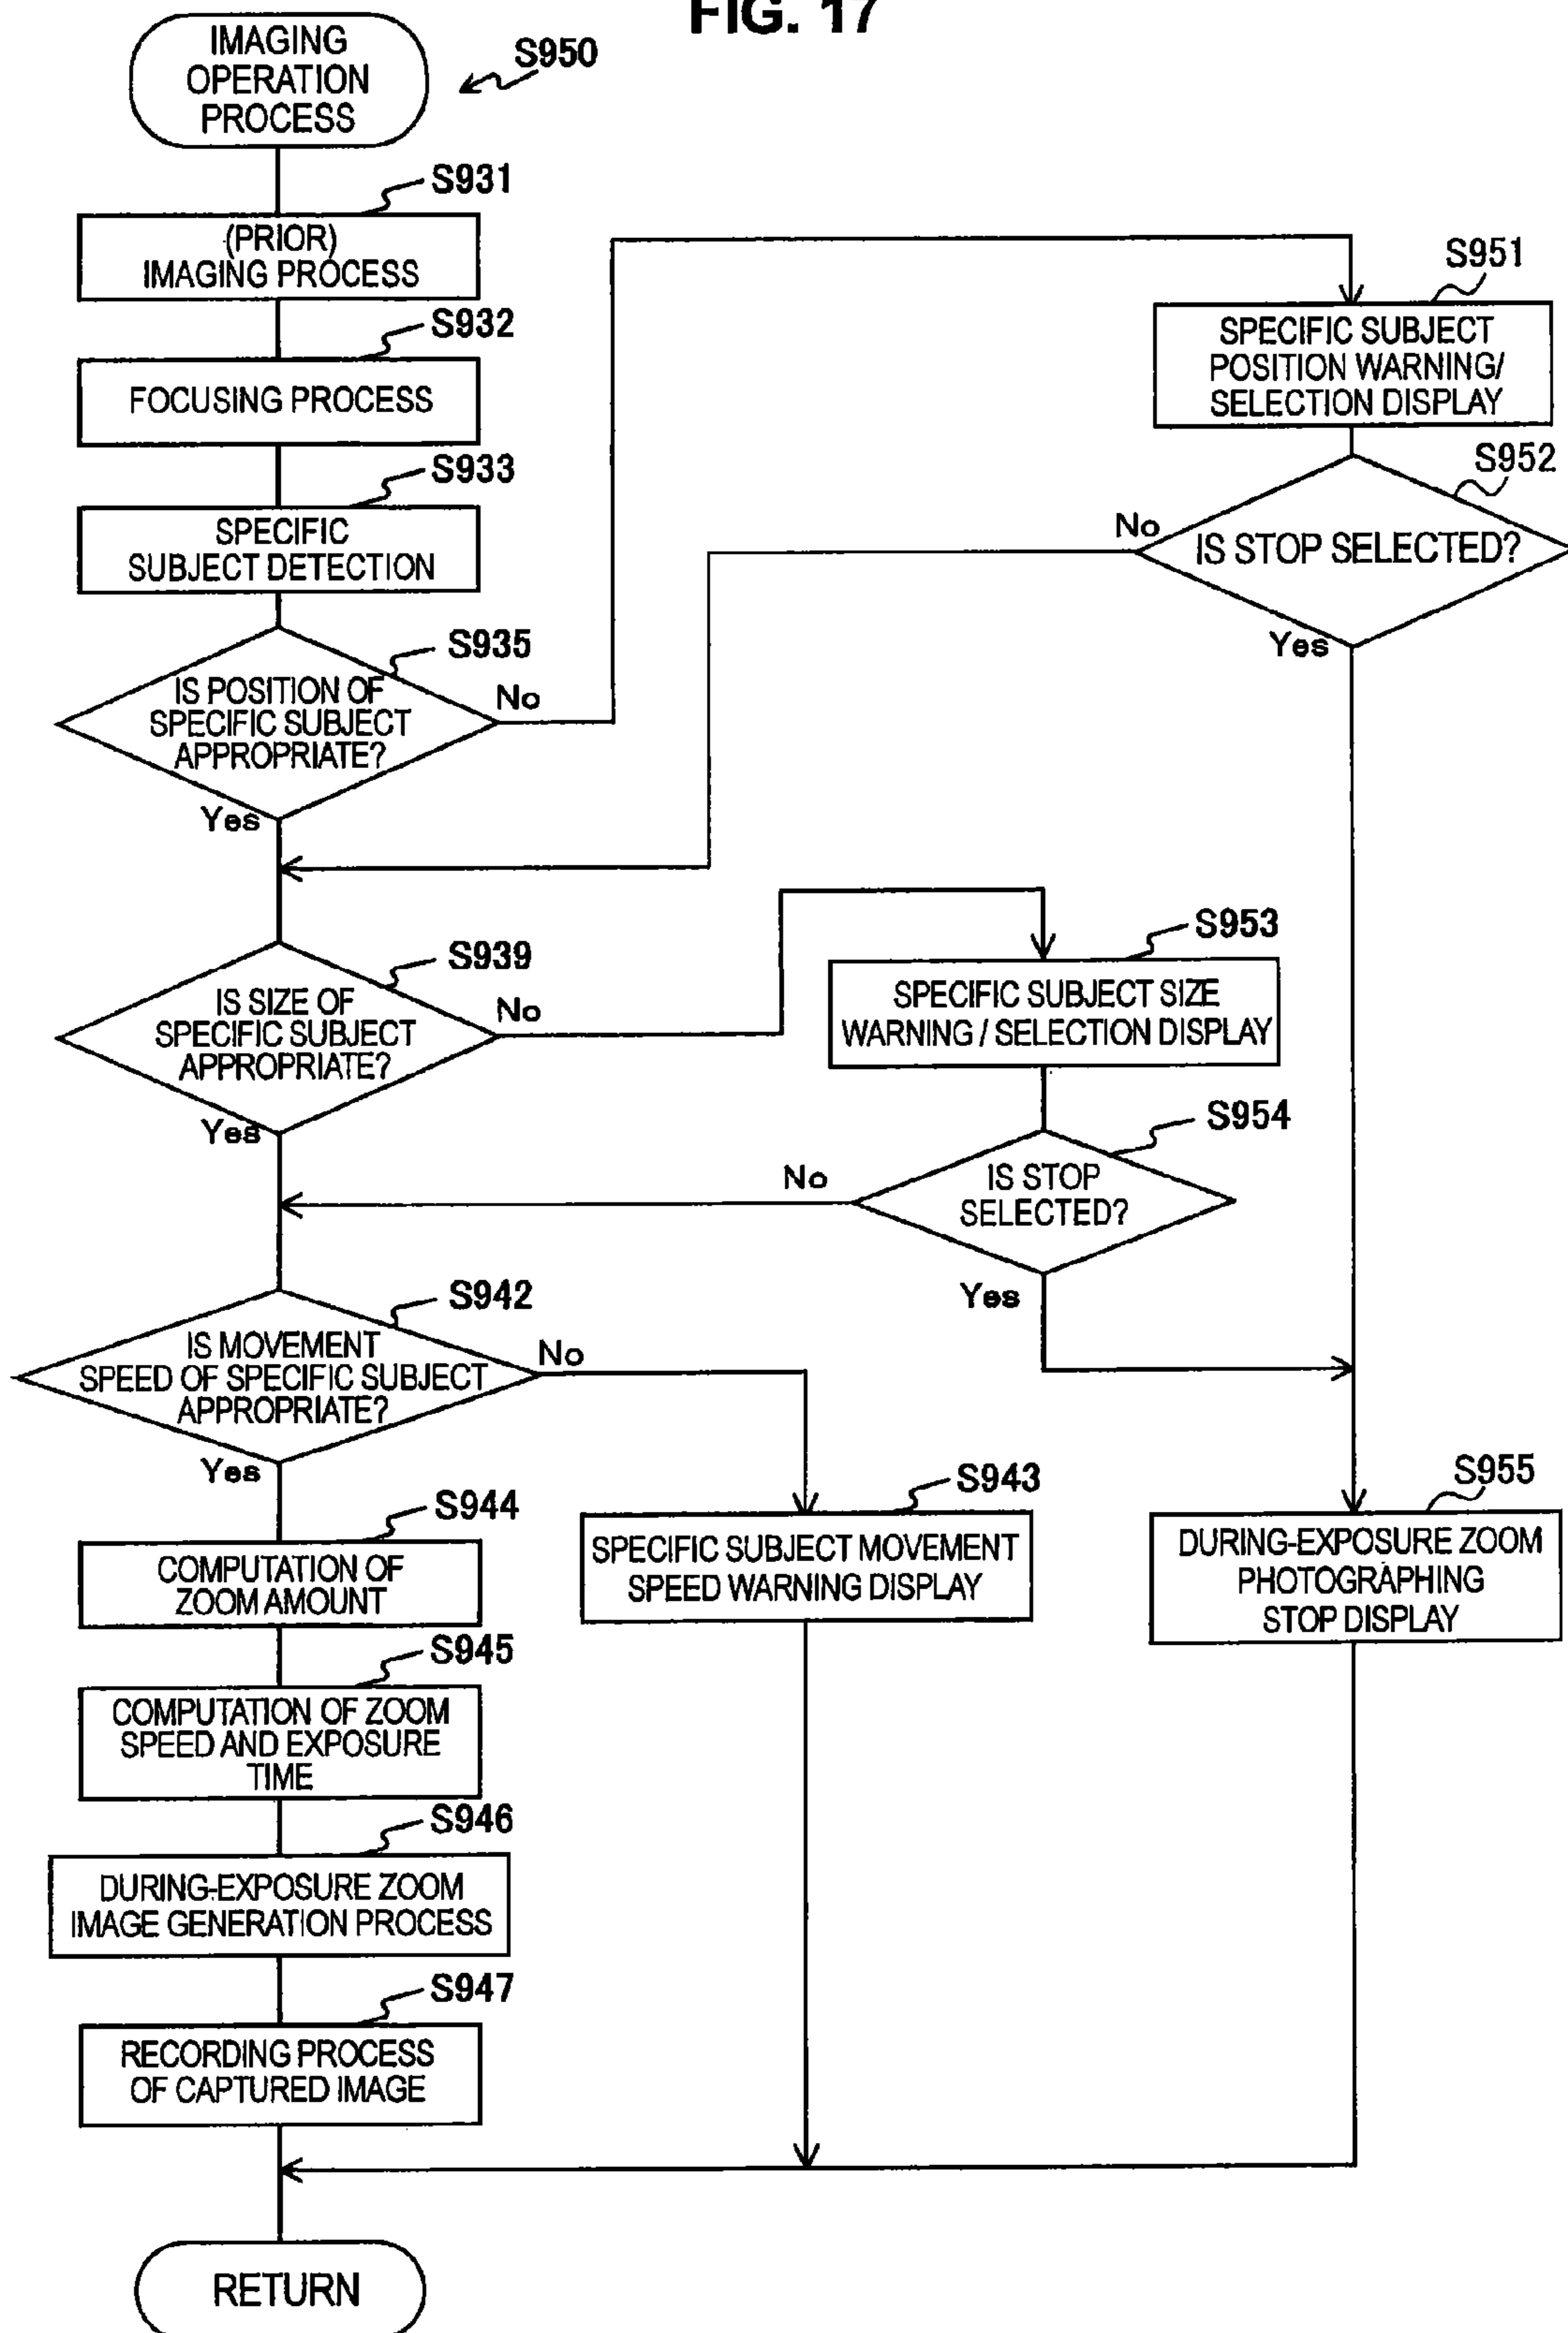 FIG. 17
IMAGING
OPERATION
PROCESS
S950
S931
(PRIOR)
IMAGING PROCESS
S932
FOCUSING PROCESS
S933
SPECIFIC
SUBJECT DETECTION
S935
IS POSITION OF
SPECIFIC SUBJECT
APPROPRIATE?
No
Yes
S951
SPECIFIC SUBJECT
POSITION WARNING/
SELECTION DISPLAY
S952
IS STOP SELECTED?
No
Yes
S939
IS SIZE OF
SPECIFIC SUBJECT
APPROPRIATE?
No
Yes
S953
SPECIFIC SUBJECT SIZE
WARNING / SELECTION DISPLAY
S954
IS STOP
SELECTED?
No
Yes
S942
IS MOVEMENT
SPEED OF SPECIFIC SUBJECT
APPROPRIATE?
No
Yes
S943
SPECIFIC SUBJECT MOVEMENT
SPEED WARNING DISPLAY
S955
DURING-EXPOSURE ZOOM
PHOTOGRAPHING
STOP DISPLAY
S944
COMPUTATION OF
ZOOM AMOUNT
S945
COMPUTATION OF ZOOM
SPEED AND EXPOSURE
TIME
S946
DURING-EXPOSURE ZOOM
IMAGE GENERATION PROCESS
S947
RECORDING PROCESS
OF CAPTURED IMAGE
RETURN